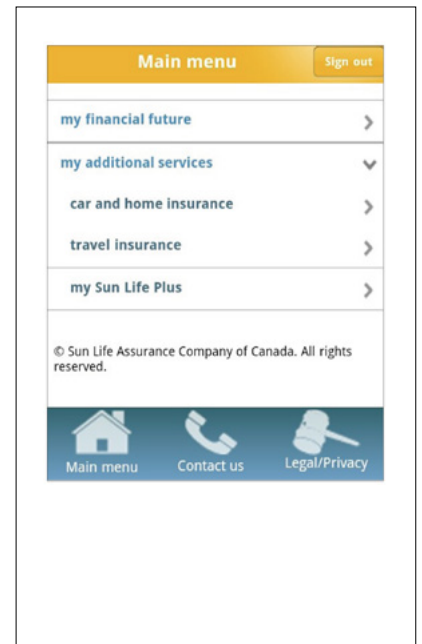 Main menu
Sign out
my financial future
my additional services
car and home insurance
travel insurance
my Sun Life Plus
© Sun Life Assurance Company of Canada. All rights
reserved.
Main menu
Contact us
Legal/Privacy